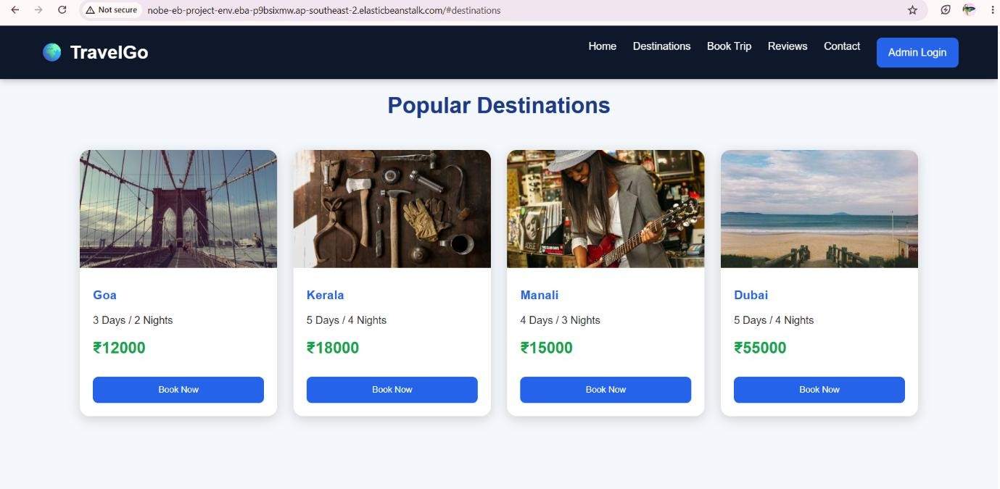 Not secure
nobe-eb-project-env.eba-p9bsixmw.ap-southeast-2.elasticbeanstalk.com/#destinations
TravelGo
Home Destinations Book Trip Reviews Contact Admin Login
Popular Destinations
ADELE
Goa
3 Days / 2 Nights
₹12000
Book Now
Kerala
5 Days / 4 Nights
₹18000
Book Now
Manali
4 Days / 3 Nights
₹15000
Book Now
Dubai
5 Days / 4 Nights
₹55000
Book Now